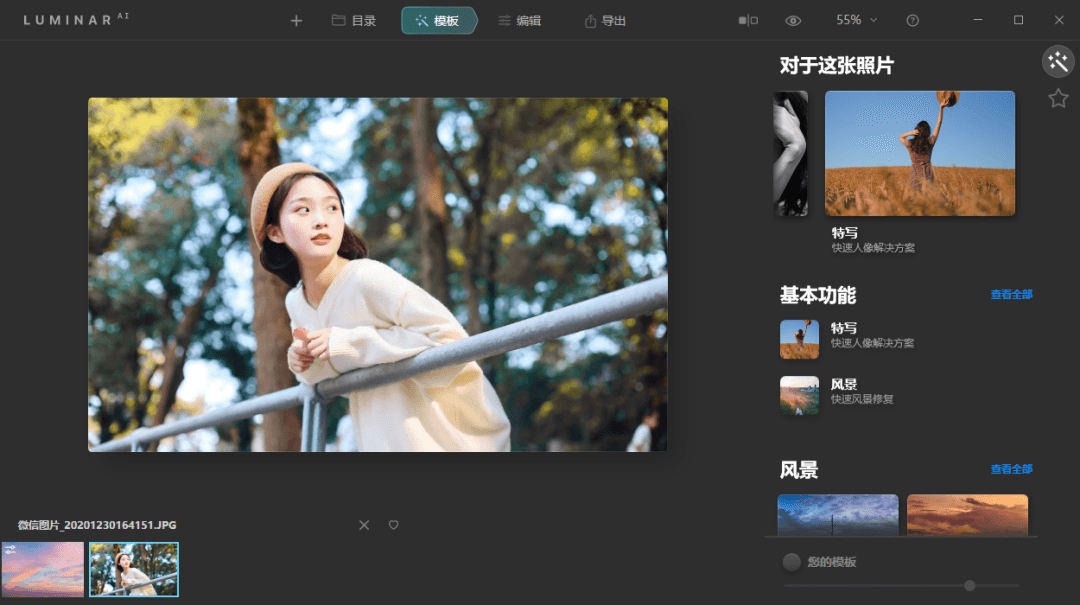 LUMINAR AI
目录
模板
编辑
导出
55%
对于这张照片
特写
快速人像解决方案
基本功能
查看全部
特写
快速人像解决方案
风景
快速风景修复
风景
查看全部
微信图片_20201230164151.JPG
您的模板